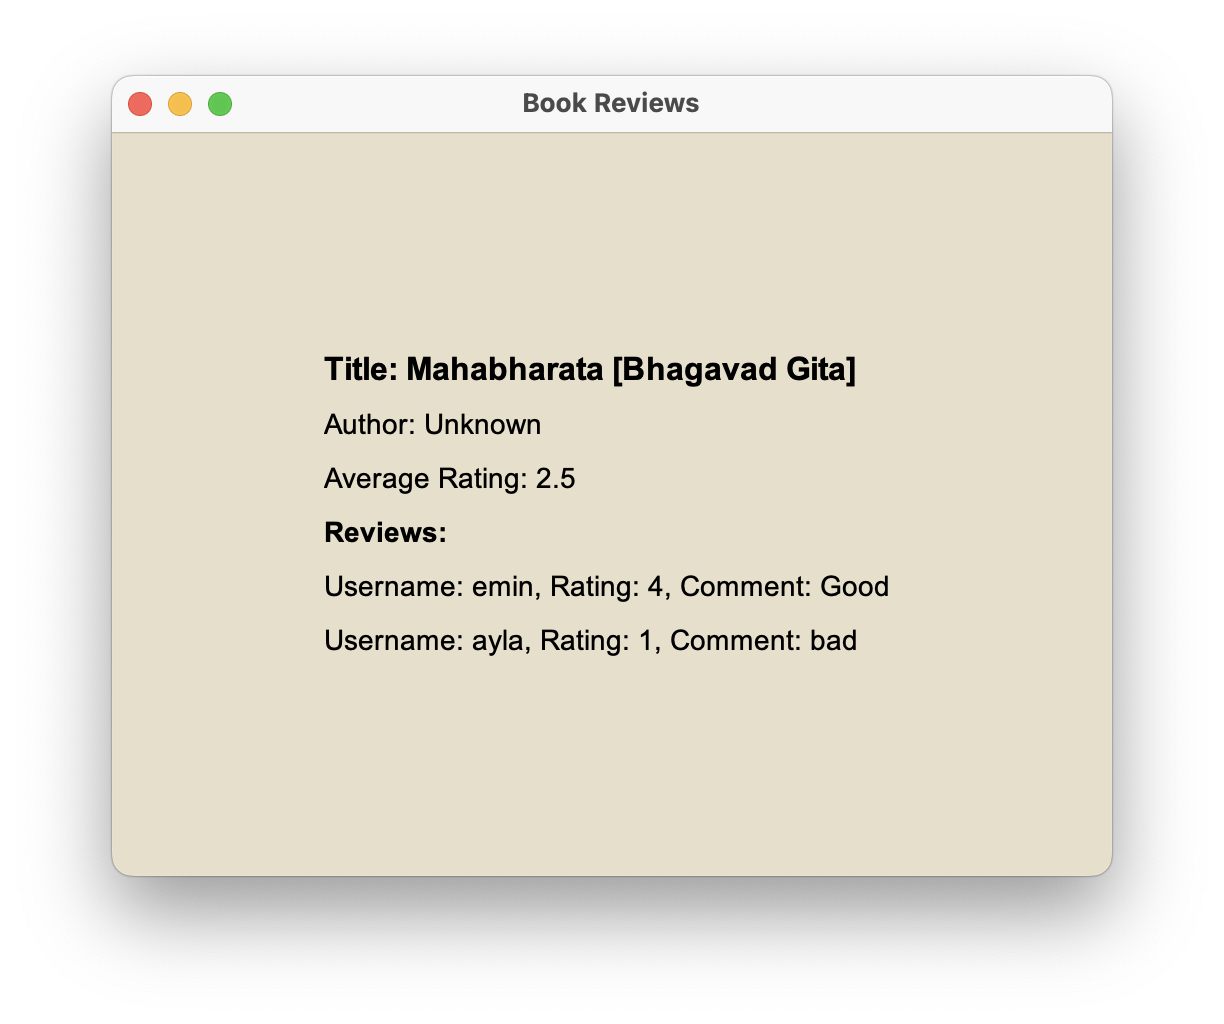 Book Reviews
Title: Mahabharata [Bhagavad Gita]
Author: Unknown
Average Rating: 2.5
Reviews:
Username: emin, Rating: 4, Comment: Good
Username: ayla, Rating: 1, Comment: bad